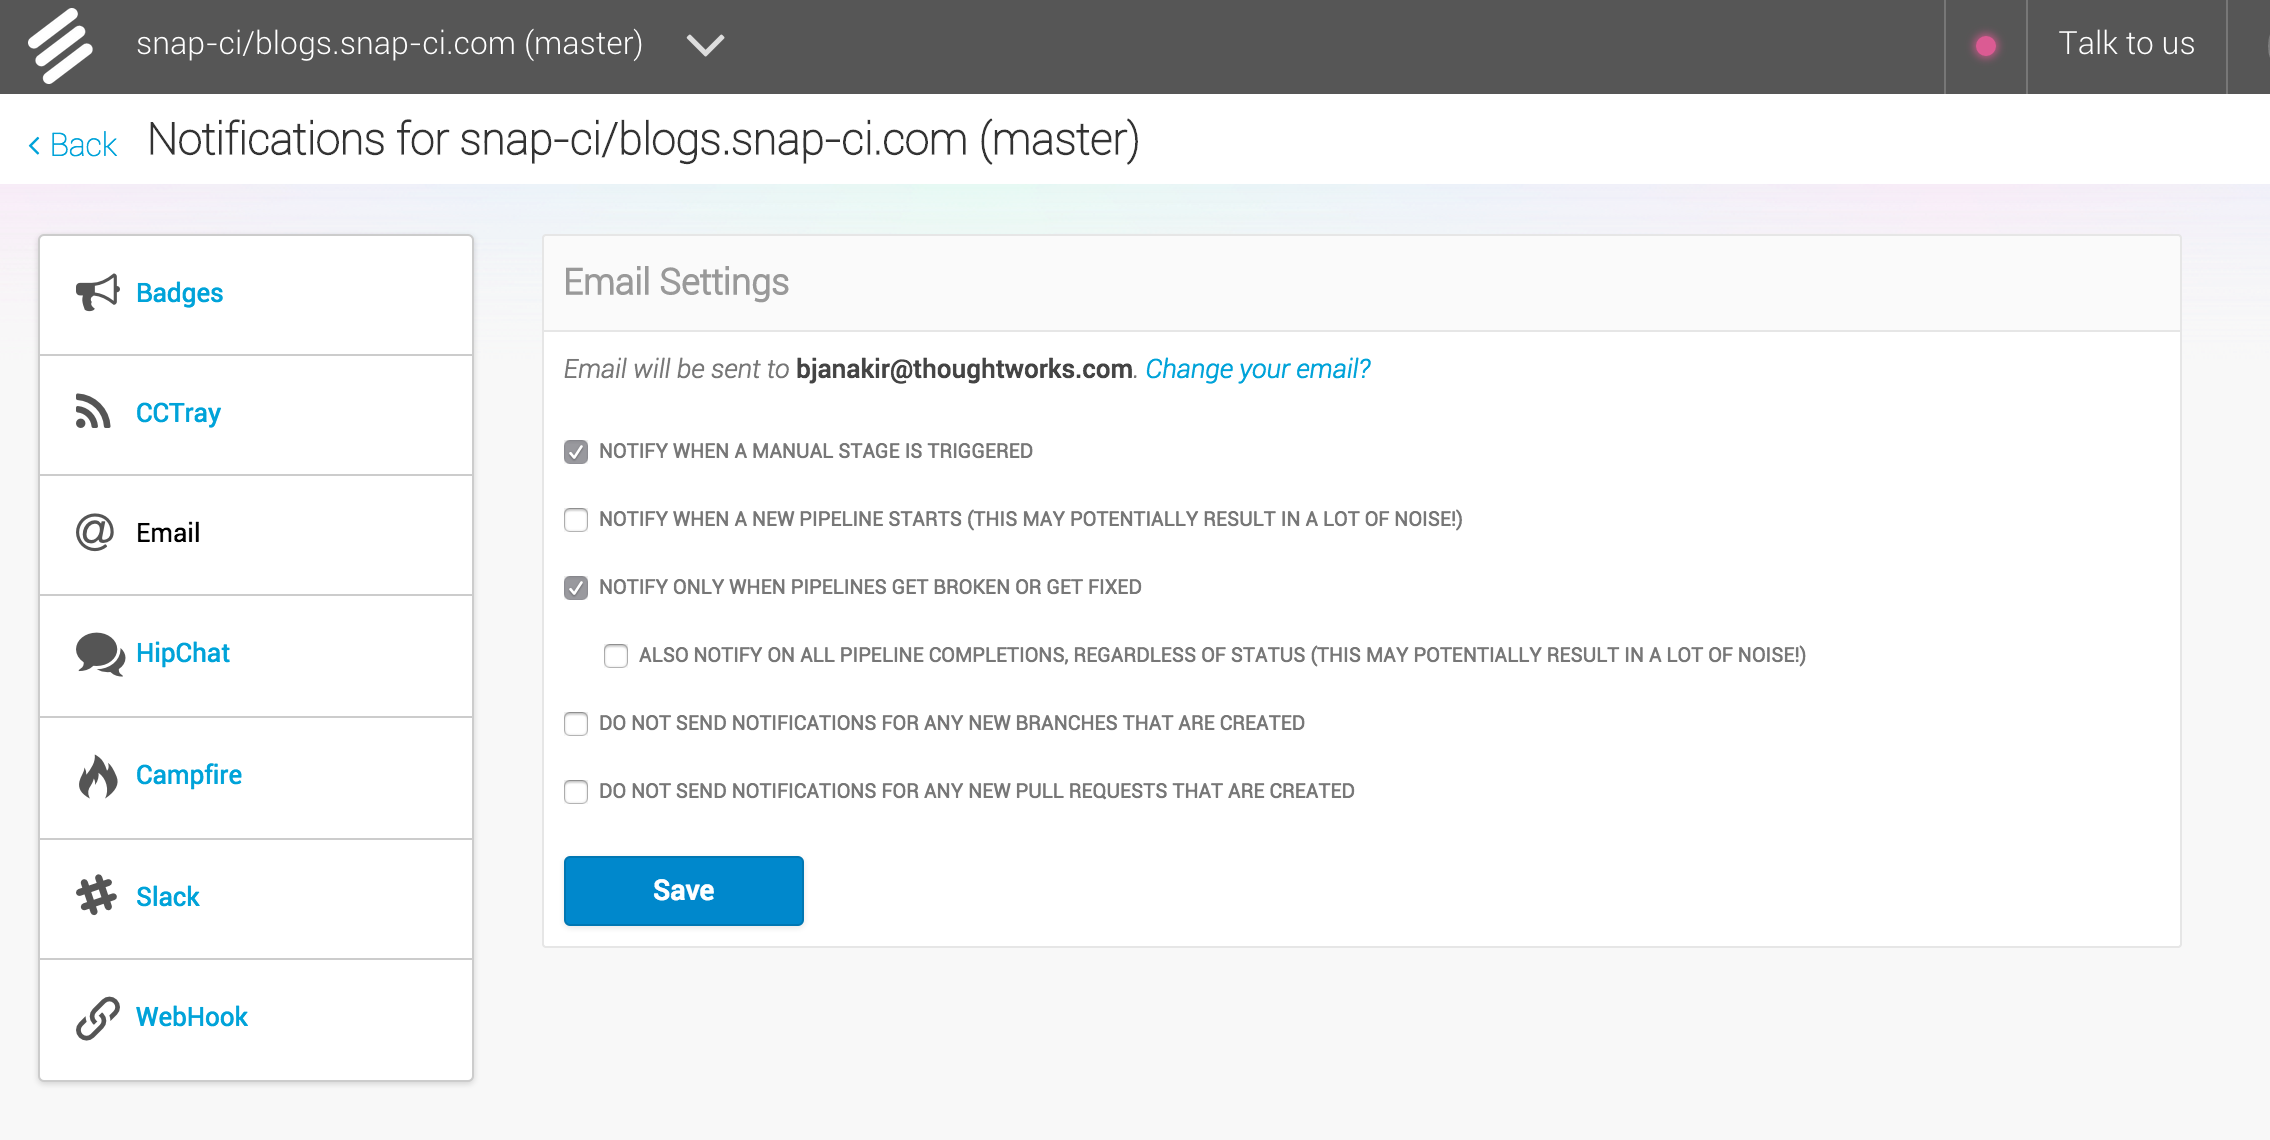 snap-ci/blogs.snap-ci.com (master)
Talk to us
Back
Notifications for snap-ci/blogs.snap-ci.com (master)
Badges
CCTray
Email
HipChat
Campfire
Slack
WebHook
Email Settings
Email will be sent to bjanakir@thoughtworks.com. Change your email?
NOTIFY WHEN A MANUAL STAGE IS TRIGGERED
NOTIFY WHEN A NEW PIPELINE STARTS (THIS MAY POTENTIALLY RESULT IN A LOT OF NOISE!)
NOTIFY ONLY WHEN PIPELINES GET BROKEN OR GET FIXED
ALSO NOTIFY ON ALL PIPELINE COMPLETIONS, REGARDLESS OF STATUS (THIS MAY POTENTIALLY RESULT IN A LOT OF NOISE!)
DO NOT SEND NOTIFICATIONS FOR ANY NEW BRANCHES THAT ARE CREATED
DO NOT SEND NOTIFICATIONS FOR ANY NEW PULL REQUESTS THAT ARE CREATED
Save